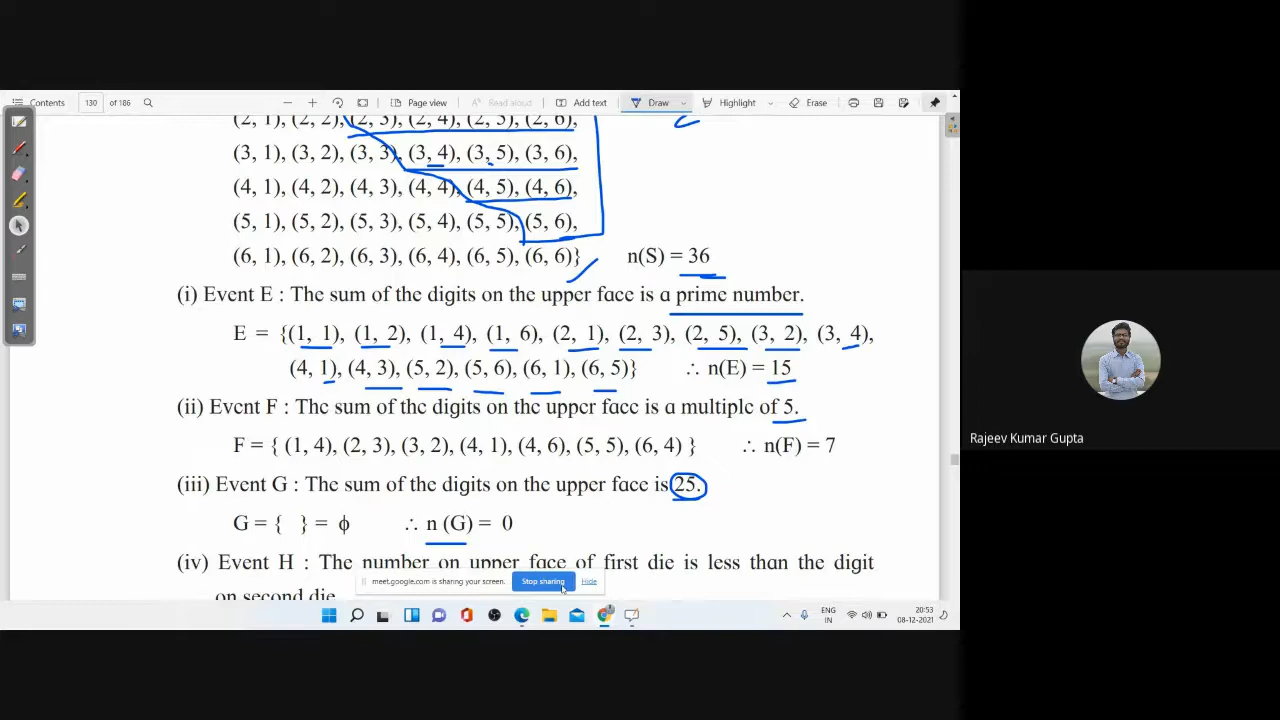 Contents 130 of 186 Page view Read aloud Add text Draw Highlight Erase
(2, 1), (2, 2), (2, 3), (2, 4), (2, 5), (2, 6),
(3, 1), (3, 2), (3, 3), (3, 4), (3, 5), (3, 6),
(4, 1), (4, 2), (4, 3), (4, 4), (4, 5), (4, 6),
(5, 1), (5, 2), (5, 3), (5, 4), (5, 5), (5, 6),
(6, 1), (6, 2), (6, 3), (6, 4), (6, 5), (6, 6)} n(S) = 36
(i) Event E : The sum of the digits on the upper face is a prime number.
E = {(1, 1), (1, 2), (1, 4), (1, 6), (2, 1), (2, 3), (2, 5), (3, 2), (3, 4),
(4, 1), (4, 3), (5, 2), (5, 6), (6, 1), (6, 5)} ∴ n(E) = 15
(ii) Event F : The sum of the digits on the upper face is a multiple of 5.
F = { (1, 4), (2, 3), (3, 2), (4, 1), (4, 6), (5, 5), (6, 4) } ∴ n(F) = 7
(iii) Event G : The sum of the digits on the upper face is 25.
G = { } = ϕ ∴ n (G) = 0
(iv) Event H : The number on upper face of first die is less than the digit
on second die
meet.google.com is sharing your screen. Stop sharing Hide
ENG
IN
20:53
08-12-2021
Rajeev Kumar Gupta